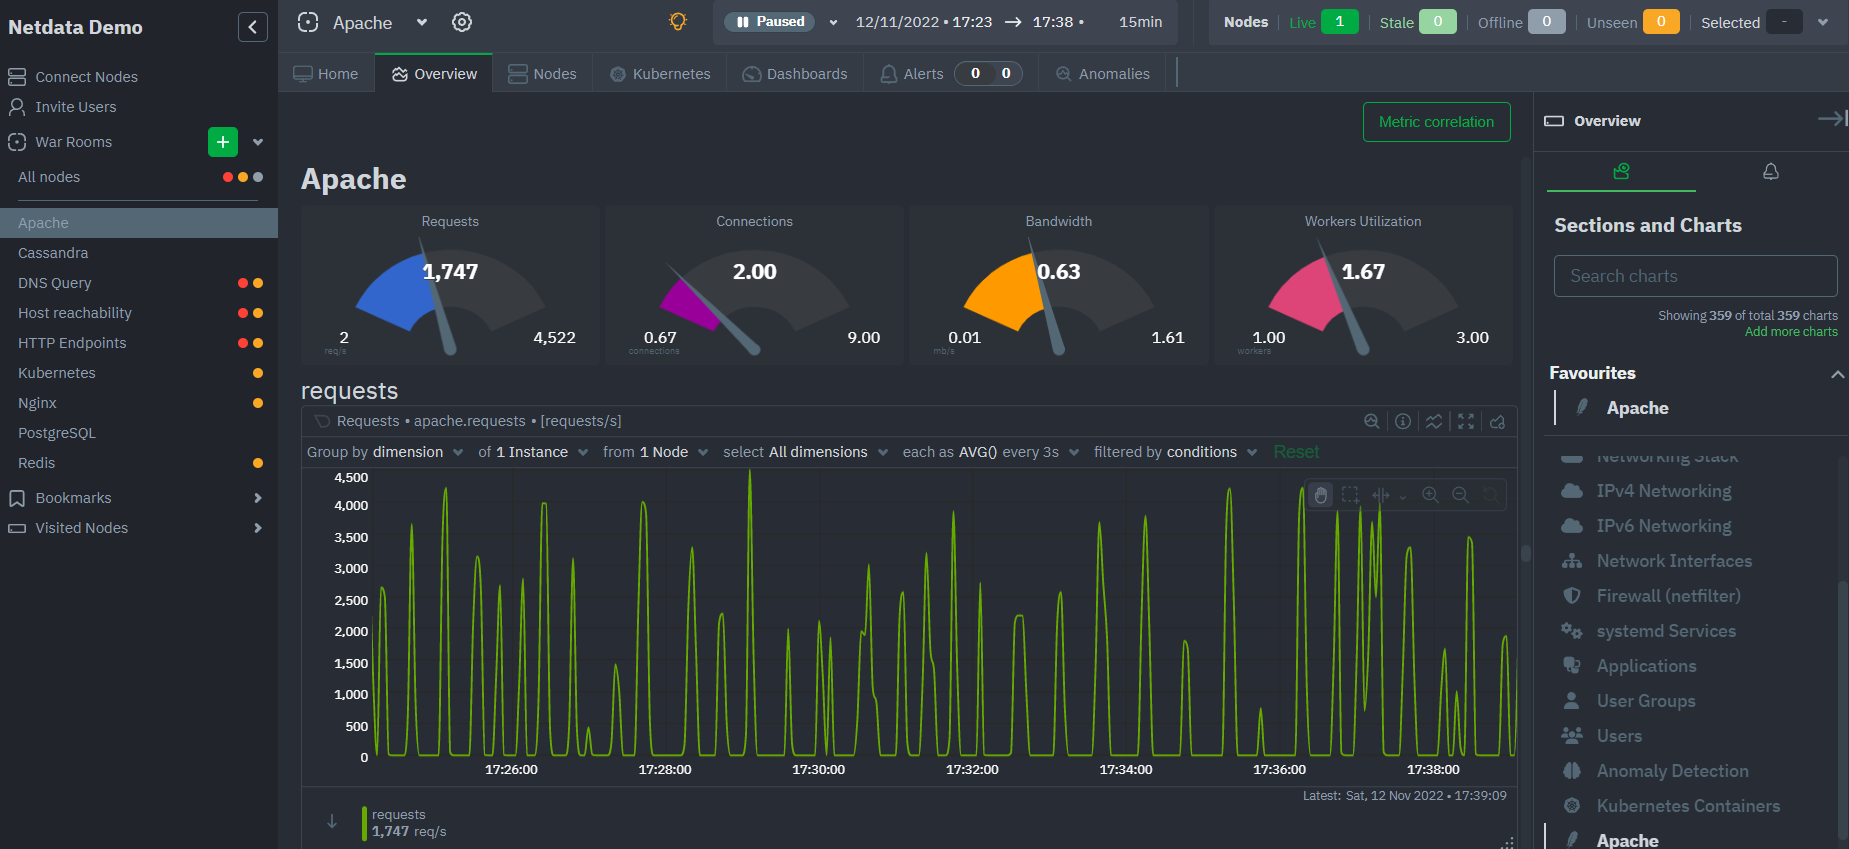 Netdata Demo
Connect Nodes
Invite Users
War Rooms
All nodes
Apache
Cassandra
DNS Query
Host reachability
HTTP Endpoints
Kubernetes
Nginx
PostgreSQL
Redis
Bookmarks
Visited Nodes
Apache
Paused
12/11/2022 • 17:23 → 17:38 • 15min
Nodes Live 1 Stale 0 Offline 0 Unseen 0 Selected -
Home Overview Nodes Kubernetes Dashboards Alerts 0 0 Anomalies
Metric correlation
Apache
Requests
1,747
2 4,522
req/s
Connections
2.00
0.67 9.00
connections
Bandwidth
0.63
0.01 1.61
mb/s
Workers Utilization
1.67
1.00 3.00
workers
requests
Requests • apache.requests • [requests/s]
Group by dimension of 1 Instance from 1 Node select All dimensions each as AVG() every 3s filtered by conditions Reset
4,500
4,000
3,500
3,000
2,500
2,000
1,500
1,000
500
0
17:26:00 17:28:00 17:30:00 17:32:00 17:34:00 17:36:00 17:38:00
Latest: Sat, 12 Nov 2022 • 17:39:09
requests
1,747 req/s
Overview
Sections and Charts
Search charts
Showing 359 of total 359 charts
Add more charts
Favourites
Apache
Networking Stack
IPv4 Networking
IPv6 Networking
Network Interfaces
Firewall (netfilter)
systemd Services
Applications
User Groups
Users
Anomaly Detection
Kubernetes Containers
Apache